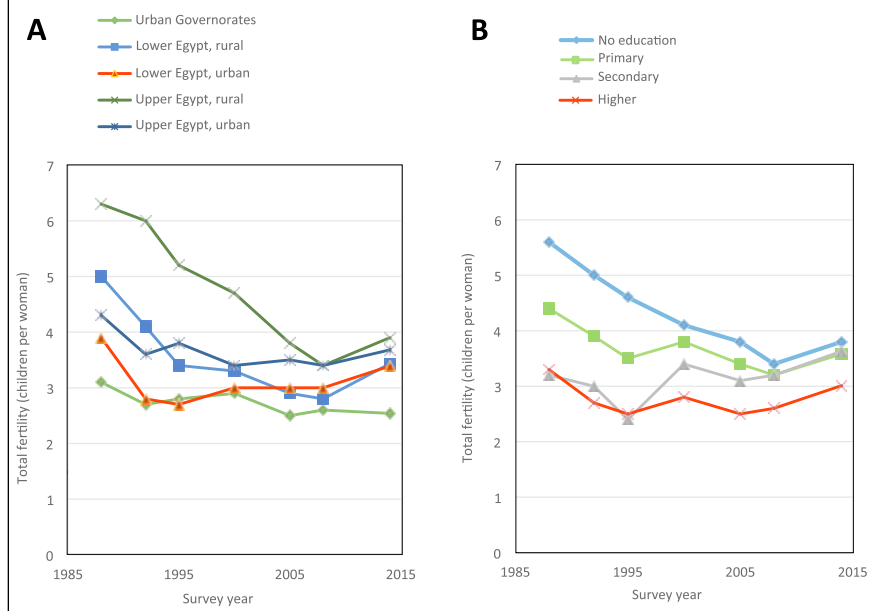 A
Urban Governorates
Lower Egypt, rural
Lower Egypt, urban
Upper Egypt, rural
Upper Egypt, urban
7
6
5
4
3
2
1
0
1985
1995
2005
2015
Total fertility (children per woman)
Survey year
B
No education
Primary
Secondary
Higher
7
6
5
4
3
2
1
0
1985
1995
2005
2015
Total fertility (children per woman)
Survey year